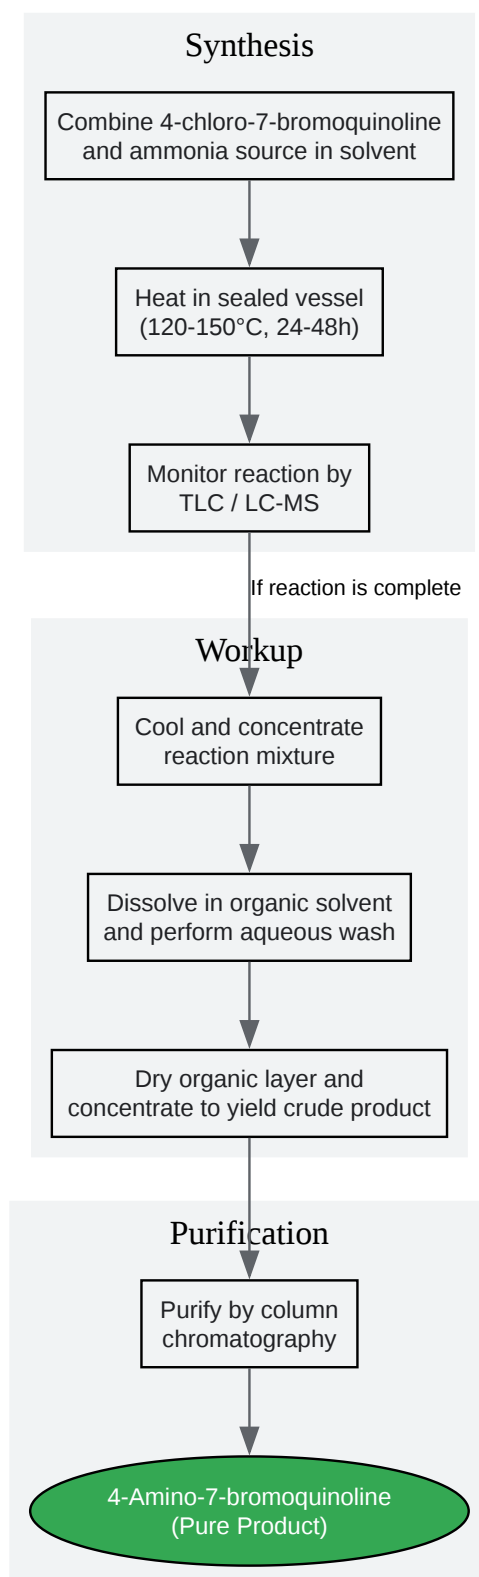 Synthesis
Combine 4-chloro-7-bromoquinoline
and ammonia source in solvent
Heat in sealed vessel
(120-150°C, 24-48h)
Monitor reaction by
TLC / LC-MS
If reaction is complete
Workup
Cool and concentrate
reaction mixture
Dissolve in organic solvent
and perform aqueous wash
Dry organic layer and
concentrate to yield crude product
Purification
Purify by column
chromatography
4-Amino-7-bromoquinoline
(Pure Product)